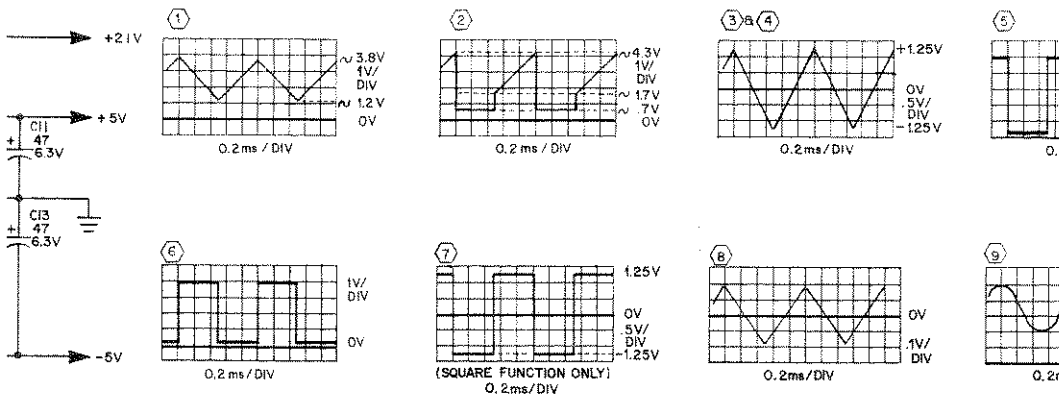 +21V
+5V
C11
+ 47
6.3V
C13
+ 47
6.3V
-5V
1
~3.8V
1V/
DIV
~1.2V
0V
0.2ms/DIV
2
~4.3V
1V/
DIV
~1.7V
~.7V
0V
0.2ms/DIV
3 & 4
+1.25V
0V
.5V/
DIV
-1.25V
0.2ms/DIV
5
0.
6
1V/
DIV
0V
0.2ms/DIV
7
1.25V
0V
.5V/
DIV
-1.25V
(SQUARE FUNCTION ONLY)
0.2ms/DIV
8
0V
.1V/
DIV
0.2ms/DIV
9
0.2m